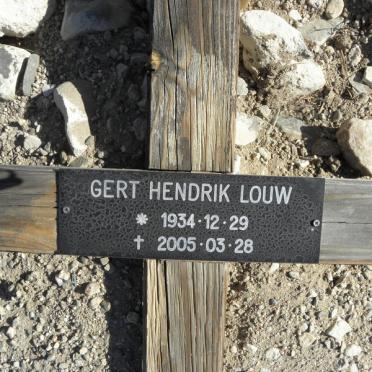 GERT HENDRIK LOUW
* 1934·12·29
† 2005·03·28